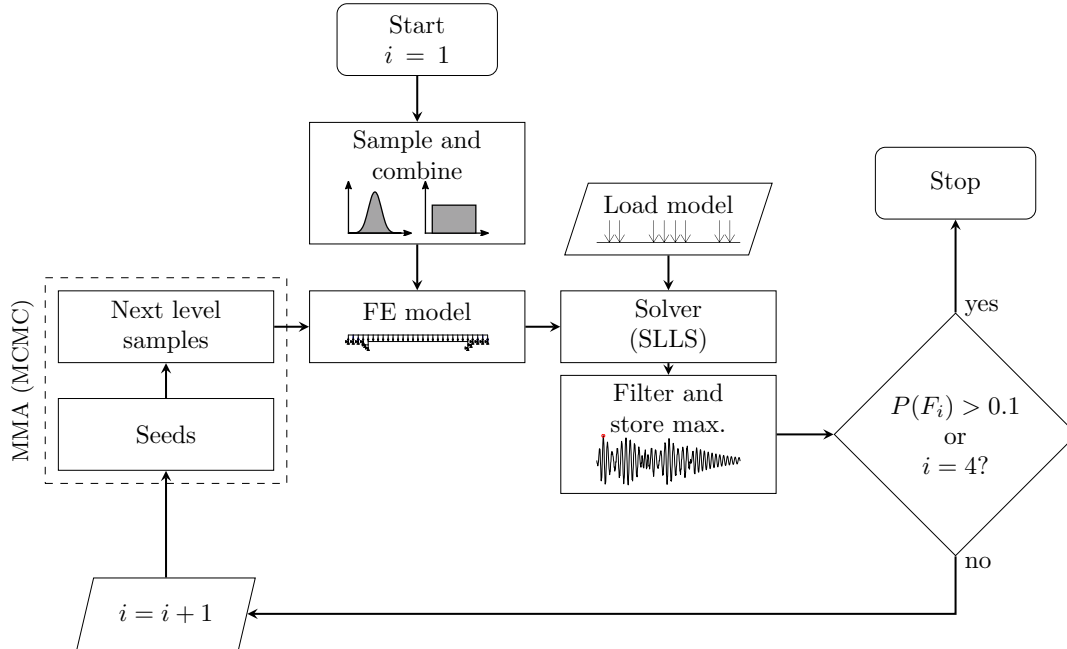 Start
i = 1
Sample and
combine
Load model
Stop
MMA (MCMC)
Next level
samples
FE model
Solver
(SLLS)
yes
Seeds
Filter and
store max.
P(F_i) > 0.1
or
i = 4?
no
i = i + 1